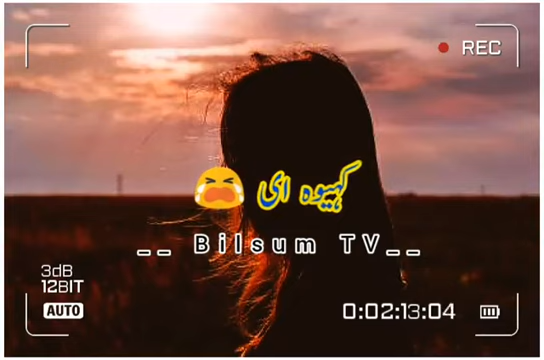 REC
کہیوہ ای
__ Bilsum TV__
3dB
12BIT
AUTO
0:02:13:04